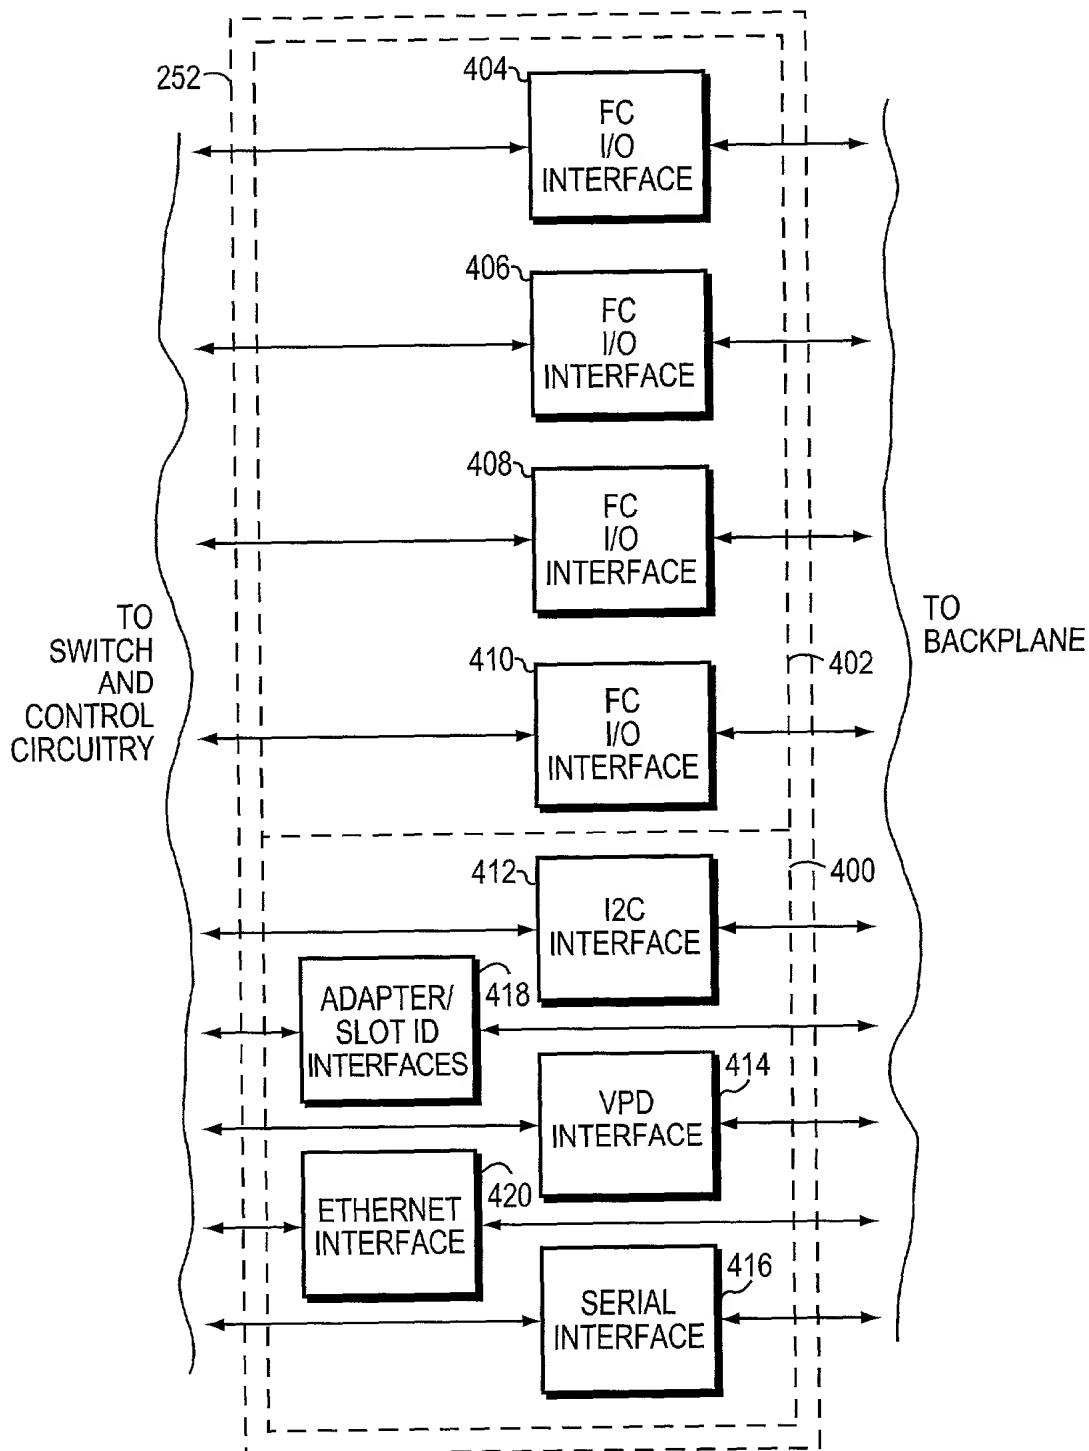 252
404
FC
I/O
INTERFACE
406
FC
I/O
INTERFACE
408
FC
I/O
INTERFACE
TO
SWITCH
AND
CONTROL
CIRCUITRY
TO
BACKPLANE
402
410
FC
I/O
INTERFACE
400
412
I2C
INTERFACE
418
ADAPTER/
SLOT ID
INTERFACES
414
VPD
INTERFACE
420
ETHERNET
INTERFACE
416
SERIAL
INTERFACE